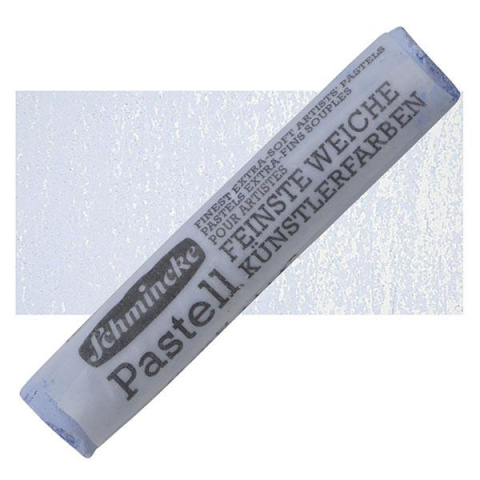 FINEST EXTRA-SOFT ARTISTS' PASTELS
PASTELS EXTRA-FINS SOUPLES
POUR ARTISTES
Schmincke
FEINSTE WEICHE
Pastell
KÜNSTLERFARBEN